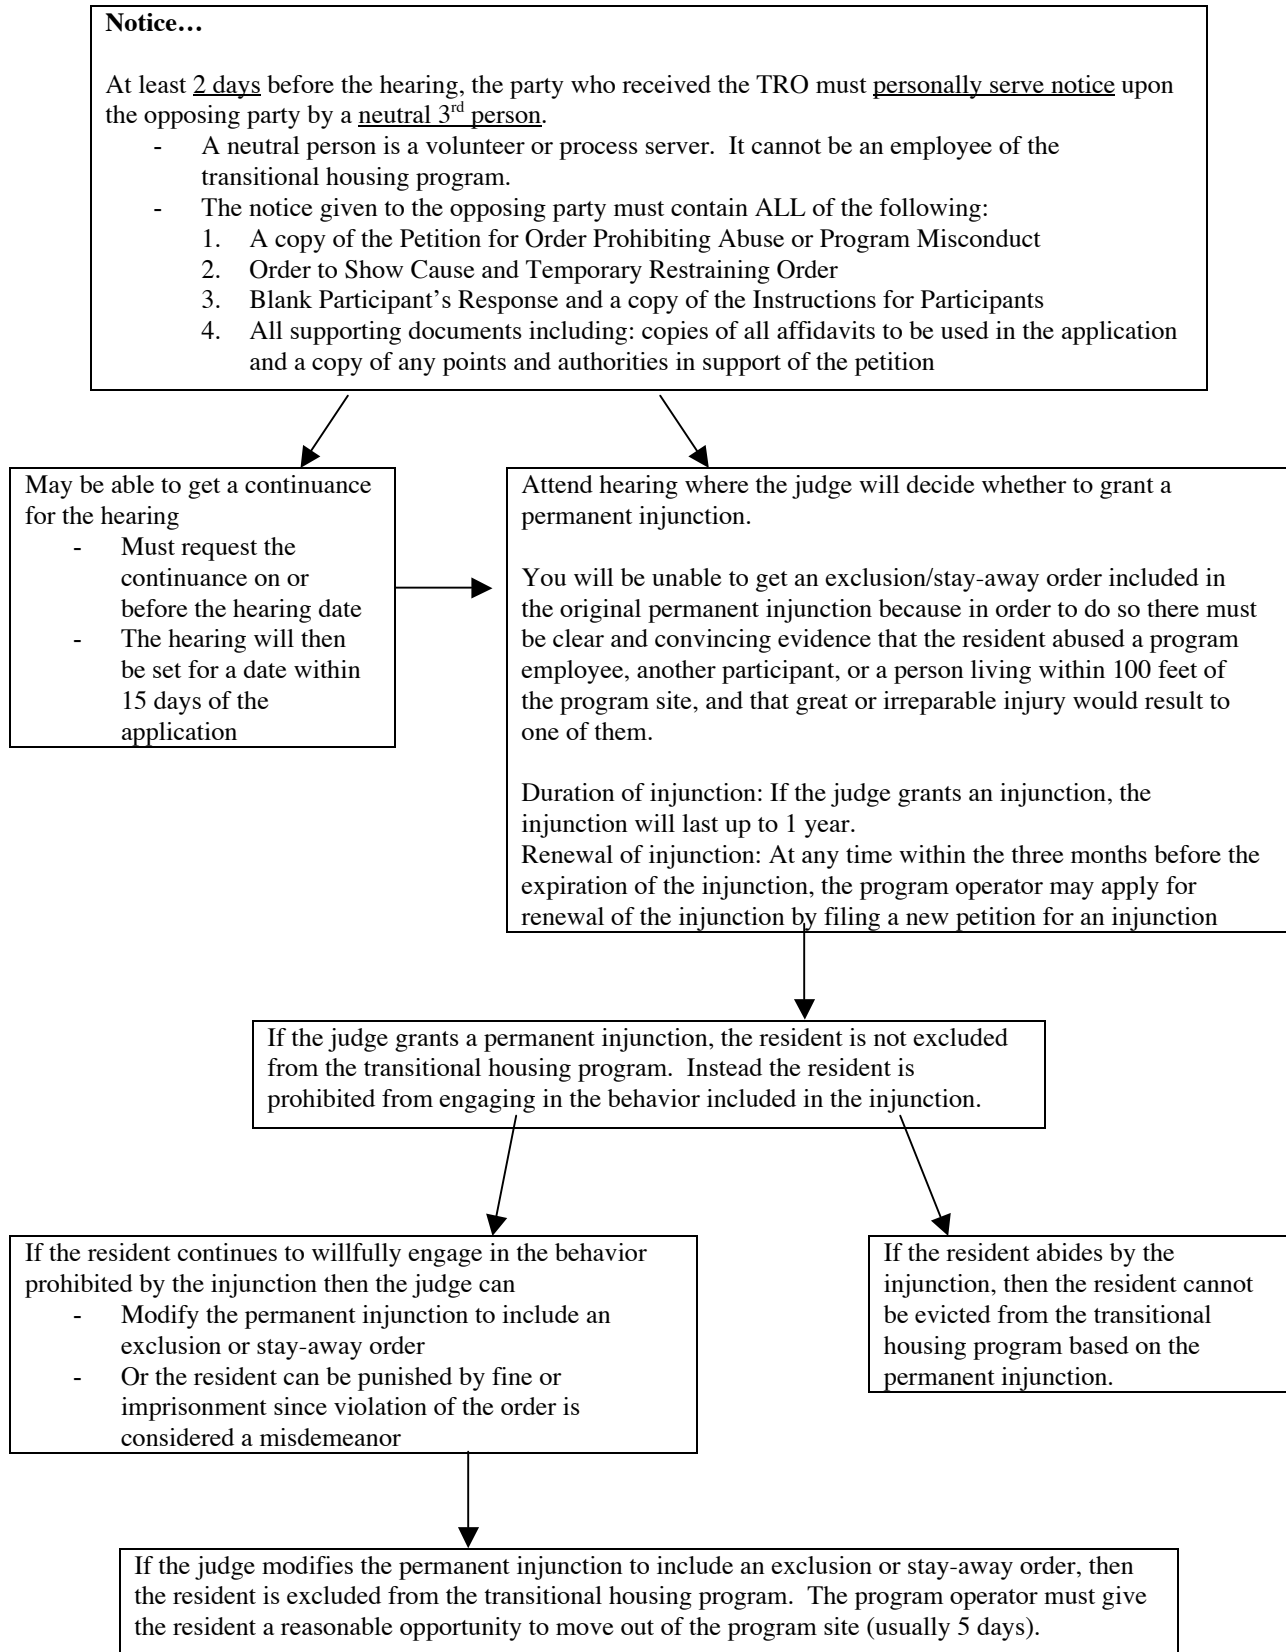 Notice…
At least 2 days before the hearing, the party who received the TRO must personally serve notice upon
the opposing party by a neutral 3rd person.
- A neutral person is a volunteer or process server.  It cannot be an employee of the
transitional housing program.
- The notice given to the opposing party must contain ALL of the following:
1. A copy of the Petition for Order Prohibiting Abuse or Program Misconduct
2. Order to Show Cause and Temporary Restraining Order
3. Blank Participant's Response and a copy of the Instructions for Participants
4. All supporting documents including: copies of all affidavits to be used in the application
and a copy of any points and authorities in support of the petition
May be able to get a continuance
for the hearing
- Must request the
continuance on or
before the hearing date
- The hearing will then
be set for a date within
15 days of the
application
Attend hearing where the judge will decide whether to grant a
permanent injunction.
You will be unable to get an exclusion/stay-away order included in
the original permanent injunction because in order to do so there must
be clear and convincing evidence that the resident abused a program
employee, another participant, or a person living within 100 feet of
the program site, and that great or irreparable injury would result to
one of them.
Duration of injunction: If the judge grants an injunction, the
injunction will last up to 1 year.
Renewal of injunction: At any time within the three months before the
expiration of the injunction, the program operator may apply for
renewal of the injunction by filing a new petition for an injunction
If the judge grants a permanent injunction, the resident is not excluded
from the transitional housing program.  Instead the resident is
prohibited from engaging in the behavior included in the injunction.
If the resident continues to willfully engage in the behavior
prohibited by the injunction then the judge can
- Modify the permanent injunction to include an
exclusion or stay-away order
- Or the resident can be punished by fine or
imprisonment since violation of the order is
considered a misdemeanor
If the resident abides by the
injunction, then the resident cannot
be evicted from the transitional
housing program based on the
permanent injunction.
If the judge modifies the permanent injunction to include an exclusion or stay-away order, then
the resident is excluded from the transitional housing program.  The program operator must give
the resident a reasonable opportunity to move out of the program site (usually 5 days).